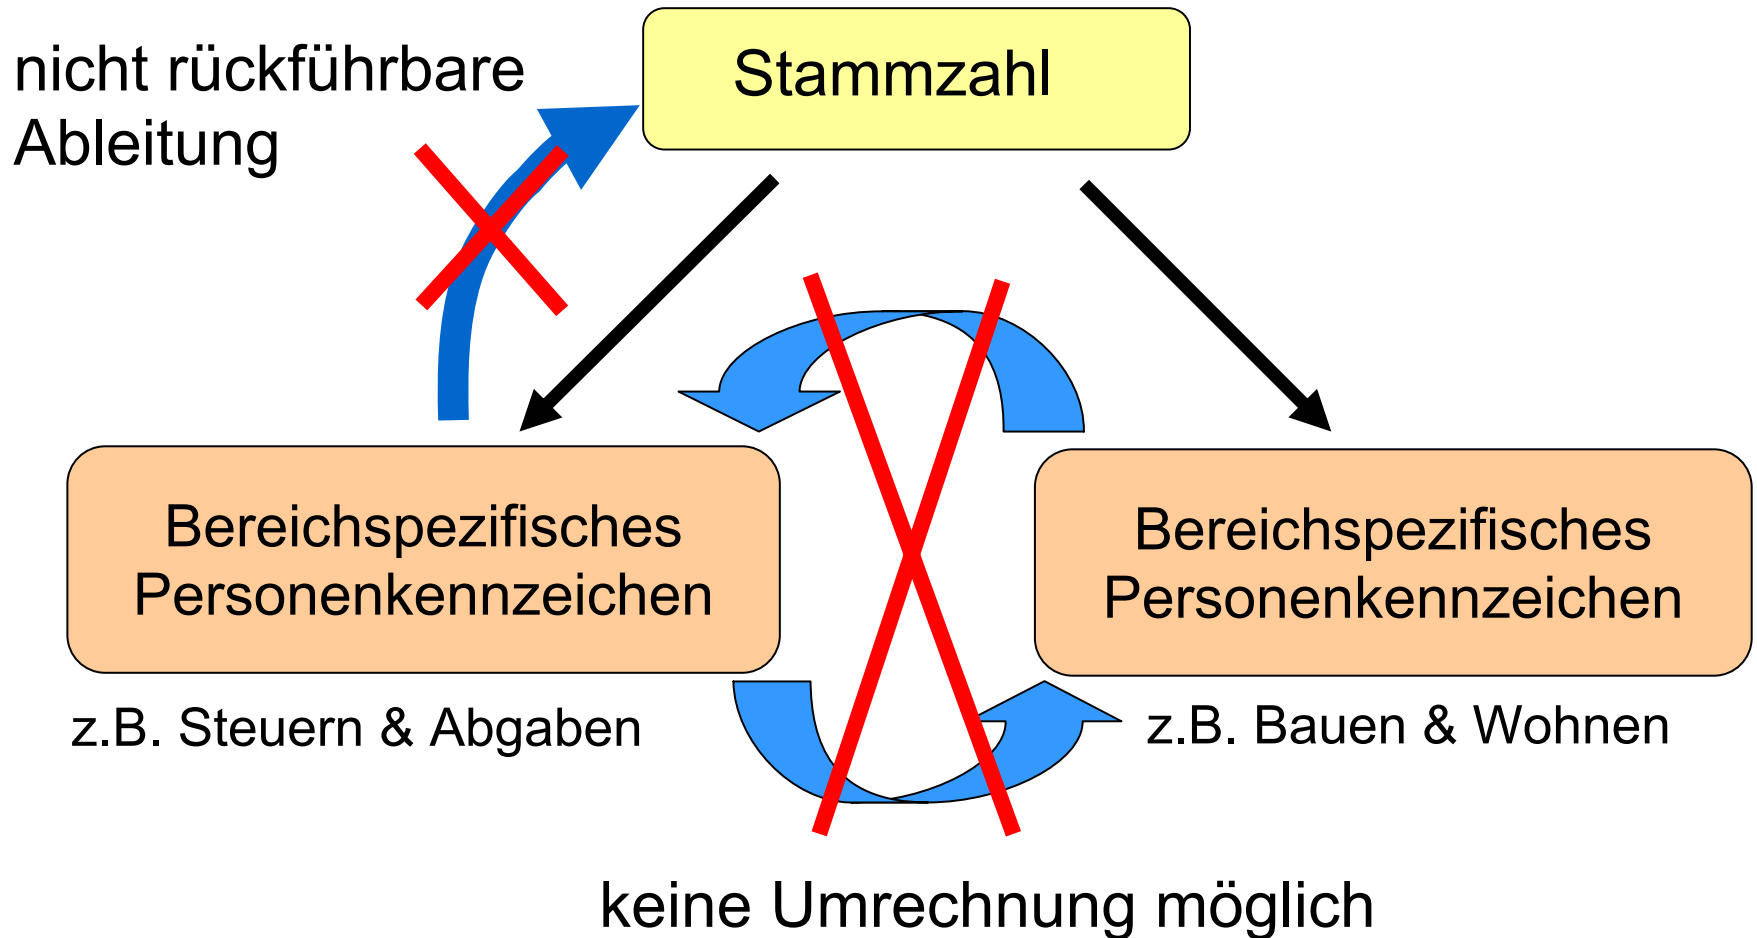 nicht rückführbare
Ableitung
Stammzahl
Bereichspezifisches
Personenkennzeichen
Bereichspezifisches
Personenkennzeichen
z.B. Steuern & Abgaben
z.B. Bauen & Wohnen
keine Umrechnung möglich